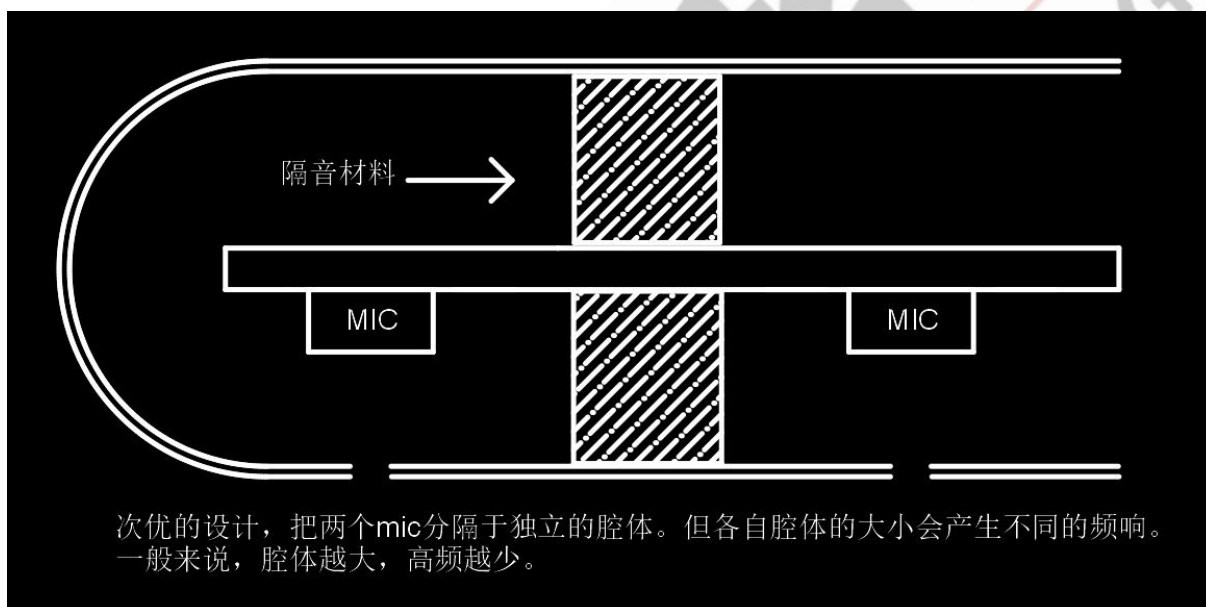 隔音材料
MIC
MIC
次优的设计，把两个mic分隔于独立的腔体。但各自腔体的大小会产生不同的频响。
一般来说，腔体越大，高频越少。